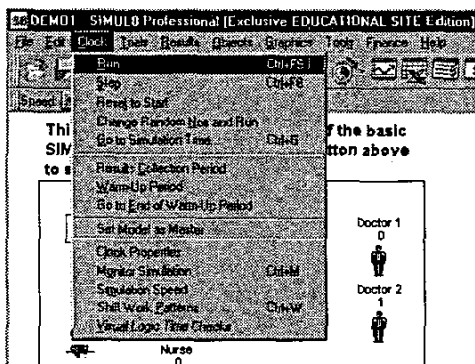 S8 DEMO1 SIMUL8 Professional [Exclusive EDUCATIONAL SITE Edition]
File Edit Clock Tools Results Objects Graphics Tools Finance Help
Run Ctrl+F5
Step Ctrl+F8
Reset to Start
Change Random Nos and Run
Go to Simulation Time Ctrl+G
Results Collection Period
Warm-Up Period
Go to End of Warm-Up Period
Set Model as Master
Clock Properties
Monitor Simulation Ctrl+M
Simulation Speed
Shift Work Patterns Ctrl+W
Visual Logic Time Checks
Speed
Thi f the basic
SIM tton above
to s
Doctor 1
0
Doctor 2
1
Nurse
0